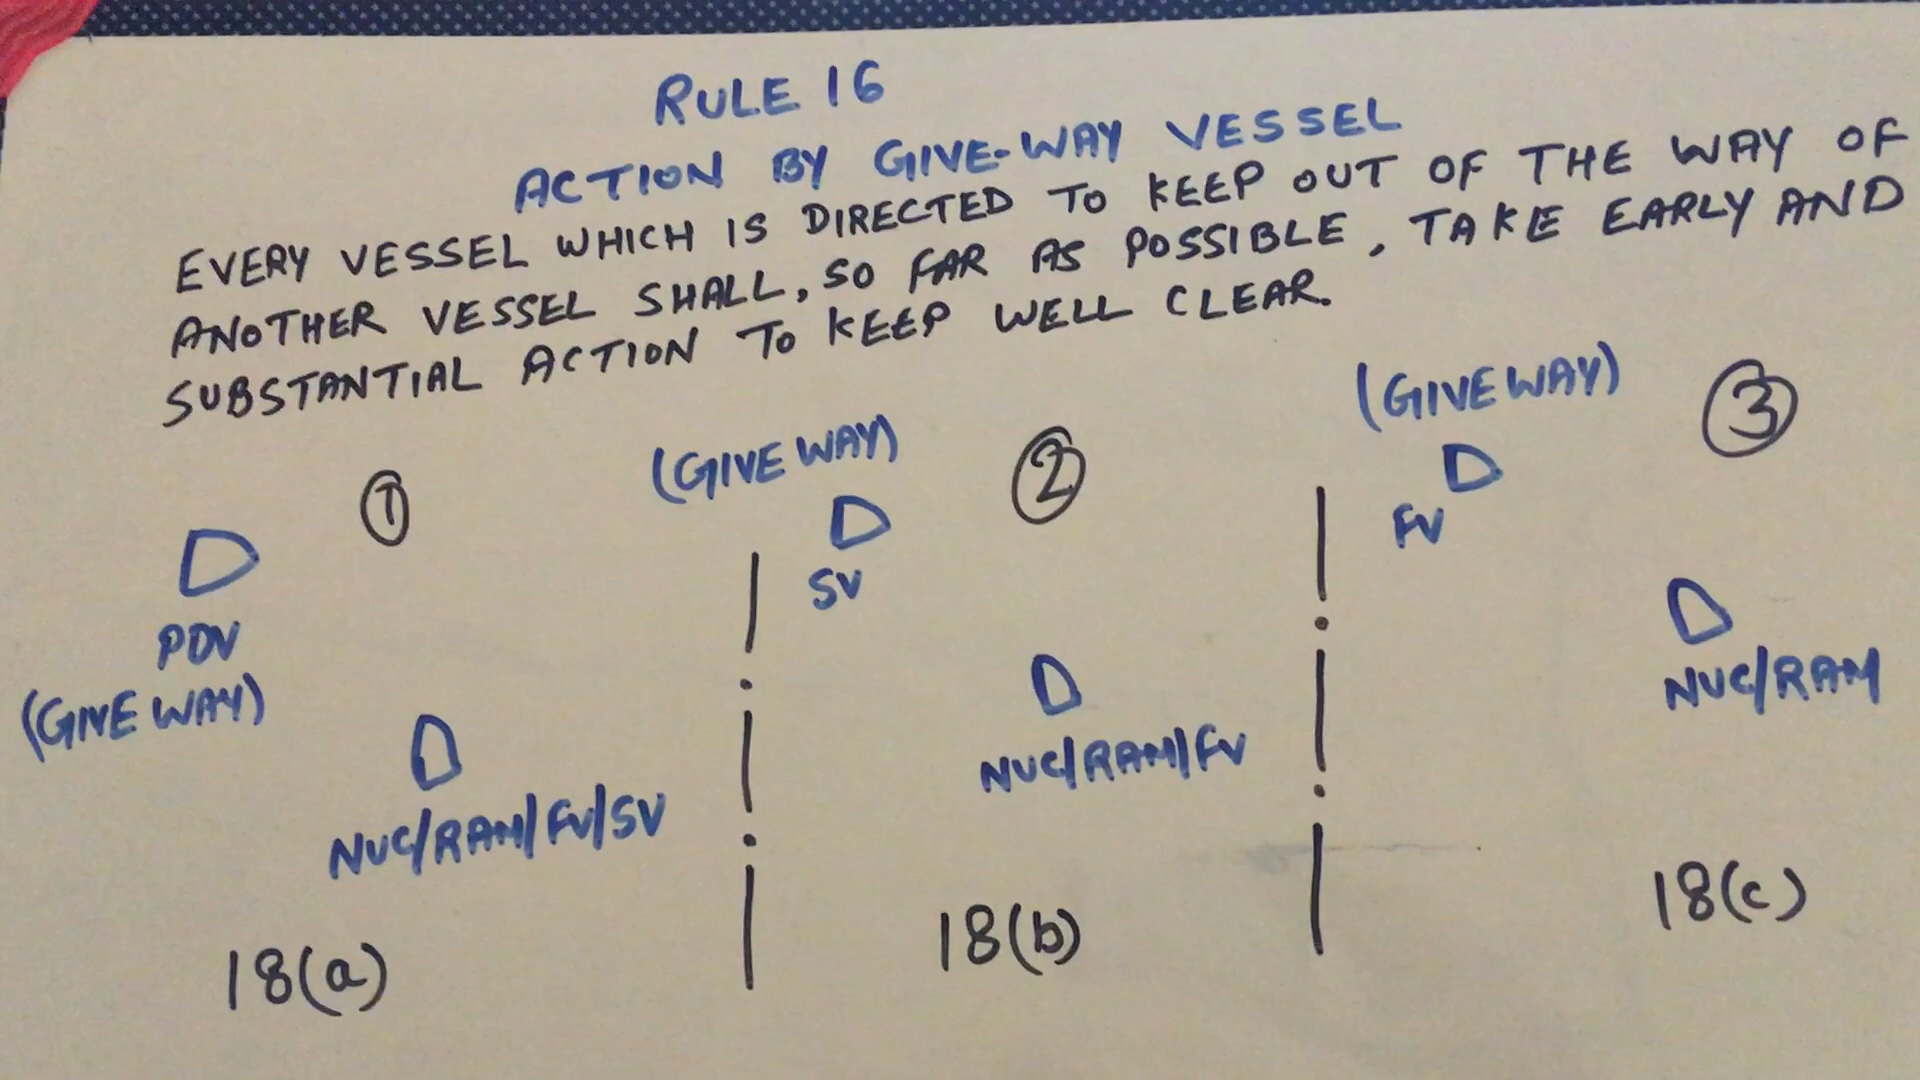 RULE 16
ACTION BY GIVE-WAY VESSEL
EVERY VESSEL WHICH IS DIRECTED TO KEEP OUT OF THE WAY OF
ANOTHER VESSEL SHALL, SO FAR AS POSSIBLE, TAKE EARLY AND
SUBSTANTIAL ACTION TO KEEP WELL CLEAR.
1
PDV
(GIVE WAY)
NUC/RAM/FV/SV
18(a)
(GIVE WAY)
2
SV
NUC/RAM/FV
18(b)
(GIVE WAY)
3
FV
NUC/RAM
18(c)